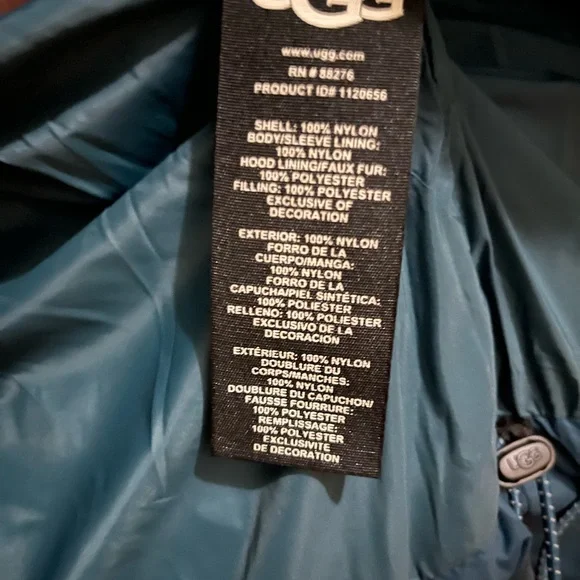 UGG
www.ugg.com
RN # 88276
PRODUCT ID# 1120656
SHELL: 100% NYLON
BODY/SLEEVE LINING:
100% NYLON
HOOD LINING/FAUX FUR:
100% POLYESTER
FILLING: 100% POLYESTER
EXCLUSIVE OF
DECORATION
EXTERIOR: 100% NYLON
FORRO DE LA
CUERPO/MANGA:
100% NYLON
FORRO DE LA
CAPUCHA/PIEL SINTÉTICA:
100% POLIESTER
RELLENO: 100% POLIESTER
EXCLUSIVO DE LA
DECORACIÓN
EXTÉRIEUR: 100% NYLON
DOUBLURE DU
CORPS/MANCHES:
100% NYLON
DOUBLURE DU CAPUCHON/
FAUSSE FOURRURE:
100% POLYESTER
REMPLISSAGE:
100% POLYESTER
EXCLUSIVITE
DE DECORATION
UGG